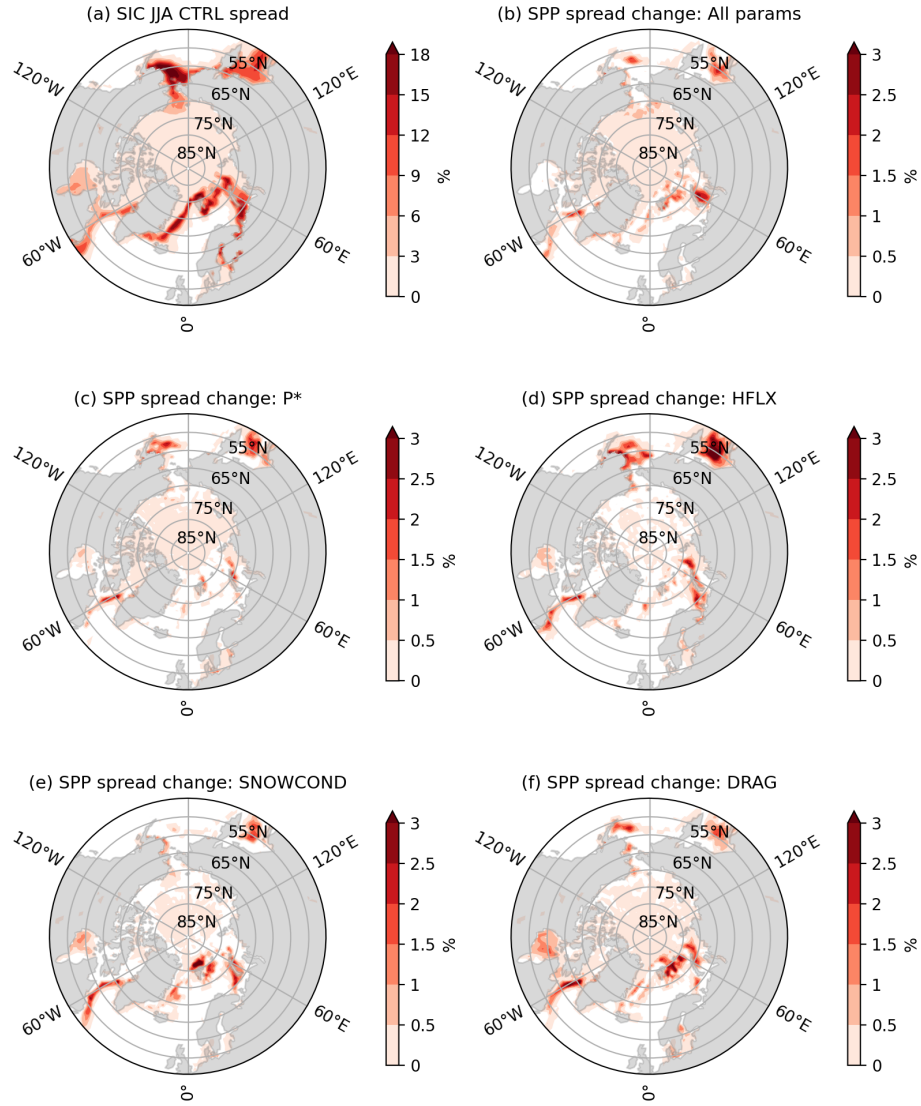 (a) SIC JJA CTRL spread
120°W
120°E
55°N
65°N
75°N
85°N
60°W
60°E
0°
18
15
12
9
6
3
0
%
(b) SPP spread change: All params
120°W
120°E
55°N
65°N
75°N
85°N
60°W
60°E
0°
3
2.5
2
1.5
1
0.5
0
%
(c) SPP spread change: P*
120°W
120°E
55°N
65°N
75°N
85°N
60°W
60°E
0°
3
2.5
2
1.5
1
0.5
0
%
(d) SPP spread change: HFLX
120°W
120°E
55°N
65°N
75°N
85°N
60°W
60°E
0°
3
2.5
2
1.5
1
0.5
0
%
(e) SPP spread change: SNOWCOND
120°W
120°E
55°N
65°N
75°N
85°N
60°W
60°E
0°
3
2.5
2
1.5
1
0.5
0
%
(f) SPP spread change: DRAG
120°W
120°E
55°N
65°N
75°N
85°N
60°W
60°E
0°
3
2.5
2
1.5
1
0.5
0
%